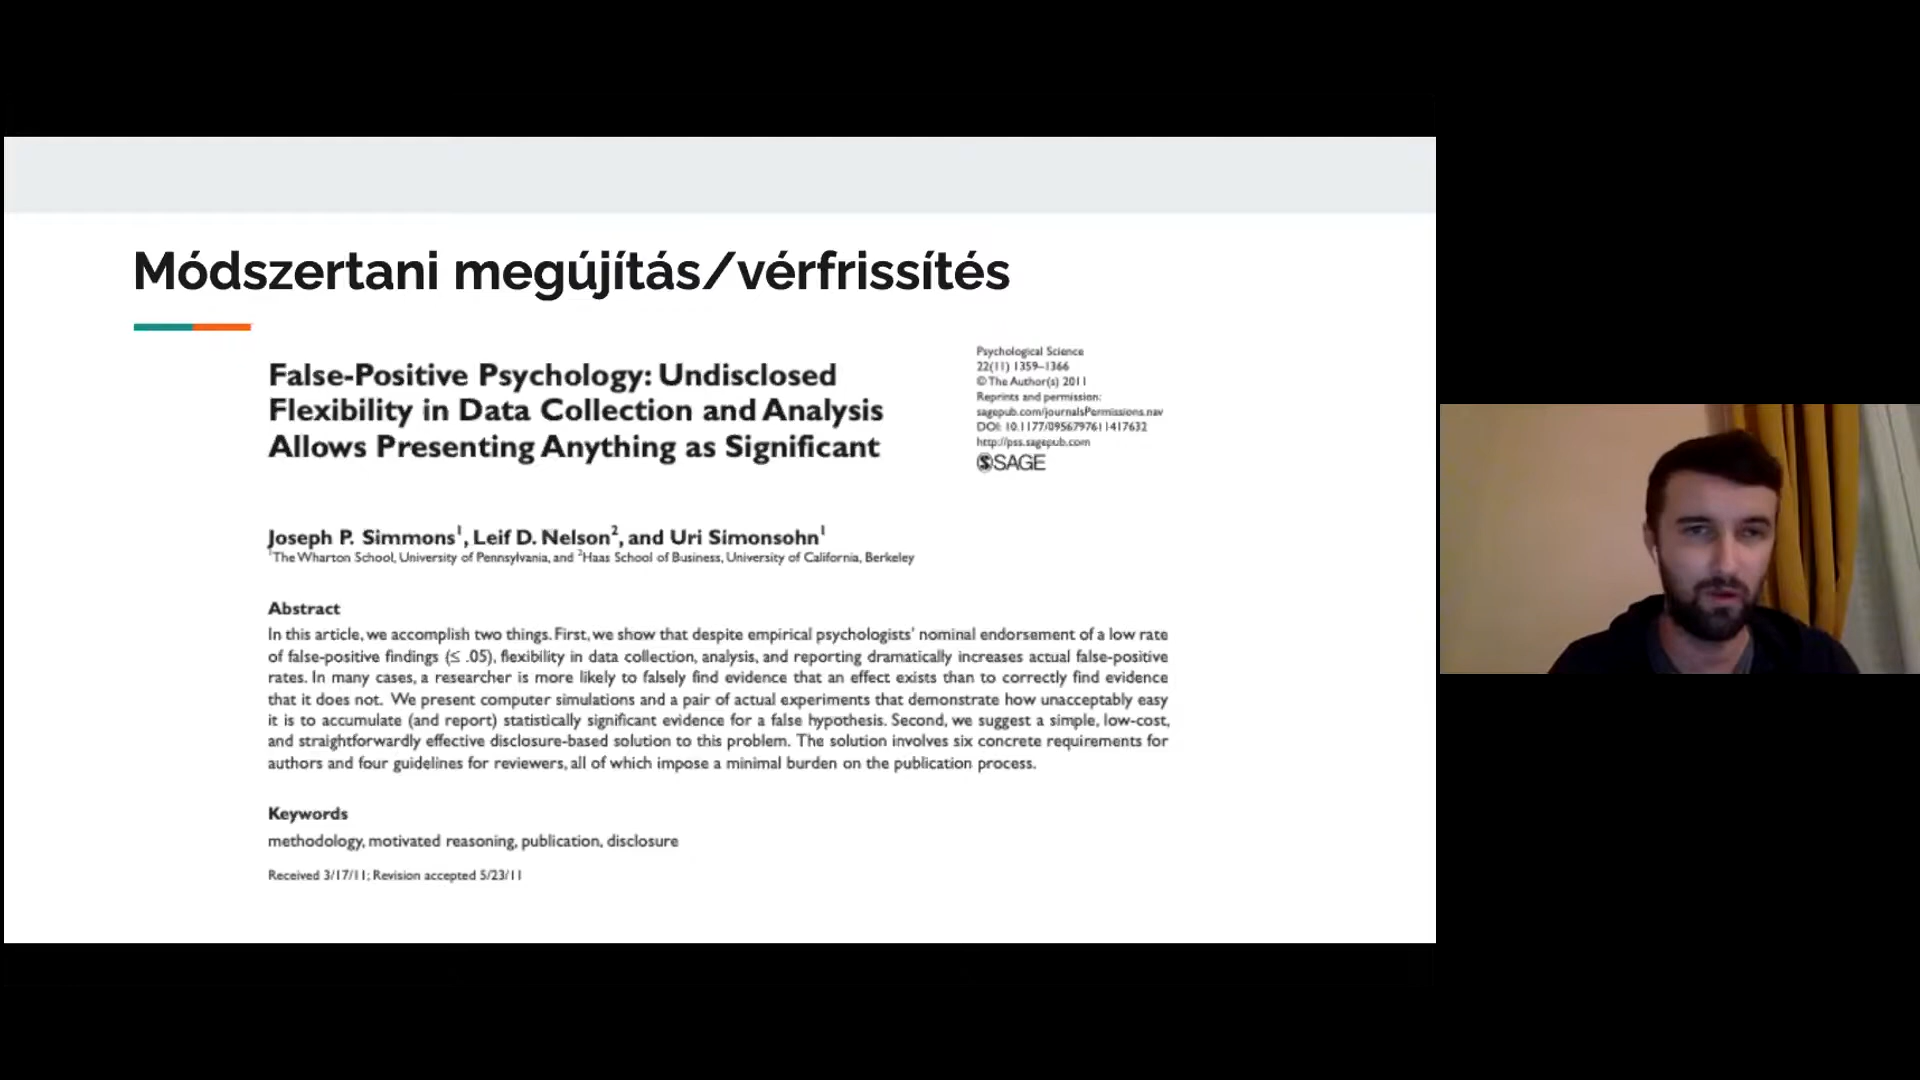 Módszertani megújítás/vérfrissítés
False-Positive Psychology: Undisclosed
Flexibility in Data Collection and Analysis
Allows Presenting Anything as Significant
Psychological Science
22(11) 1359–1366
© The Author(s) 2011
Reprints and permission:
sagepub.com/journalsPermissions.nav
DOI: 10.1177/0956797611417632
http://pss.sagepub.com
SAGE
Joseph P. Simmons1, Leif D. Nelson2, and Uri Simonsohn1
1The Wharton School, University of Pennsylvania, and 2Haas School of Business, University of California, Berkeley
Abstract
In this article, we accomplish two things. First, we show that despite empirical psychologists' nominal endorsement of a low rate
of false-positive findings (≤ .05), flexibility in data collection, analysis, and reporting dramatically increases actual false-positive
rates. In many cases, a researcher is more likely to falsely find evidence that an effect exists than to correctly find evidence
that it does not. We present computer simulations and a pair of actual experiments that demonstrate how unacceptably easy
it is to accumulate (and report) statistically significant evidence for a false hypothesis. Second, we suggest a simple, low-cost,
and straightforwardly effective disclosure-based solution to this problem. The solution involves six concrete requirements for
authors and four guidelines for reviewers, all of which impose a minimal burden on the publication process.
Keywords
methodology, motivated reasoning, publication, disclosure
Received 3/17/11; Revision accepted 5/23/11